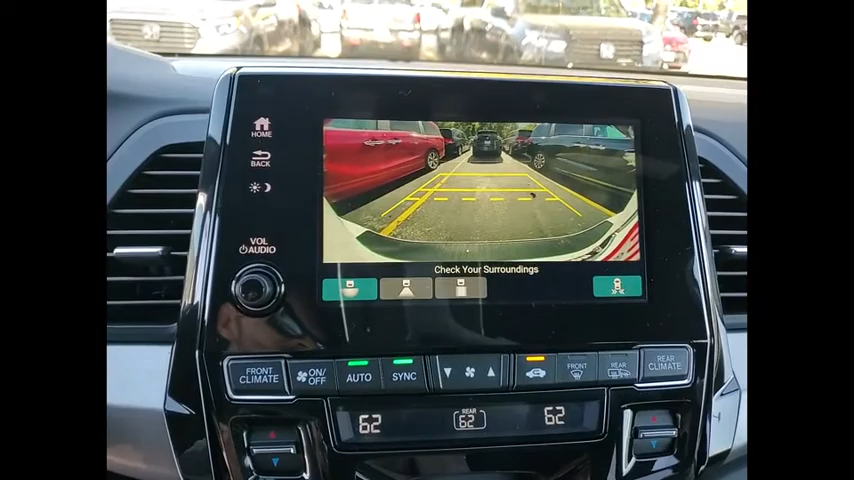 HOME
BACK
VOL
AUDIO
Check Your Surroundings
FRONT
CLIMATE
ON/
OFF
AUTO
SYNC
FRONT
REAR
REAR
CLIMATE
62
REAR
62
62